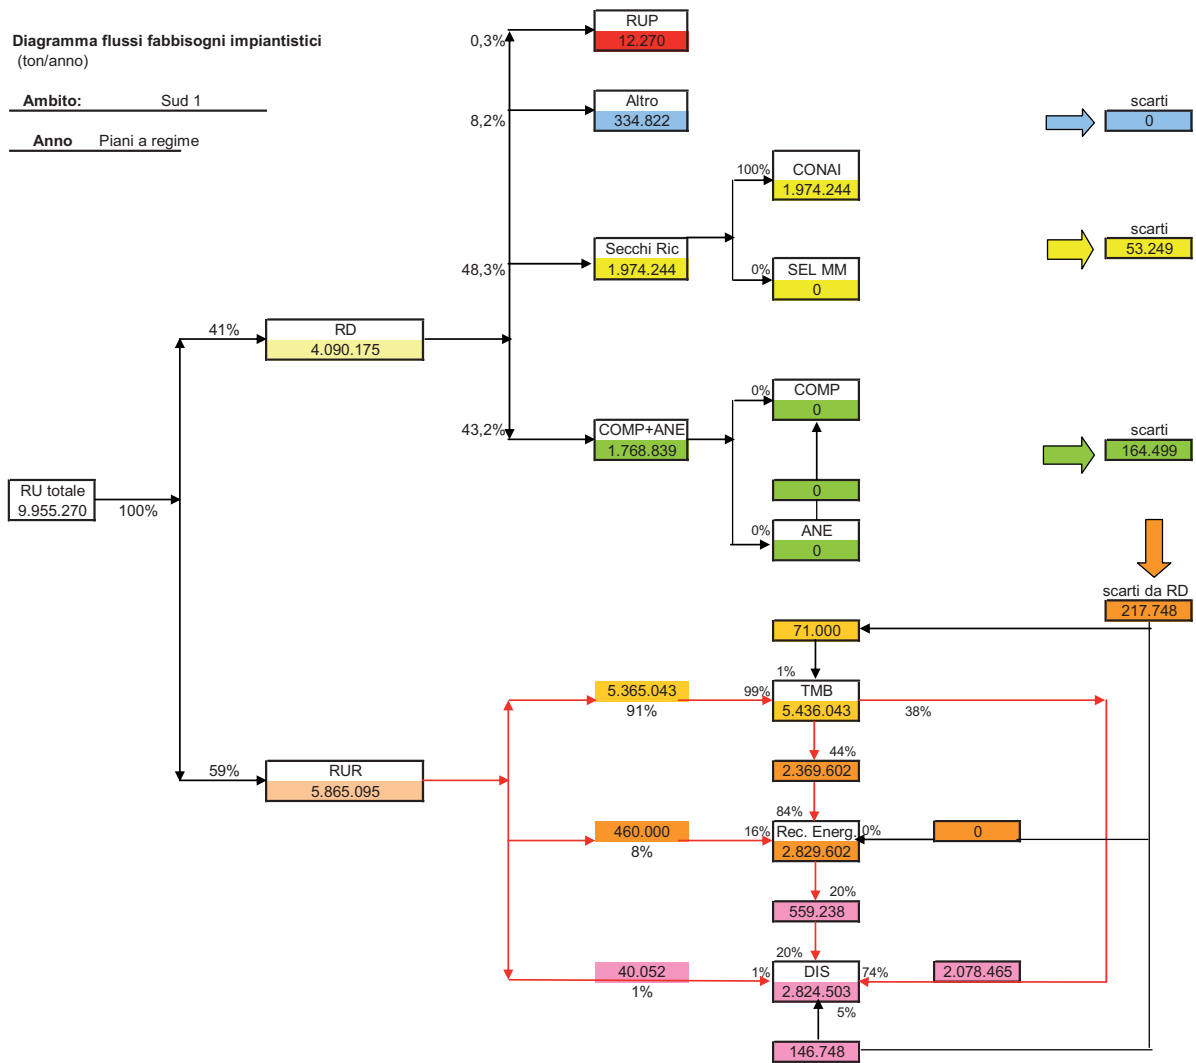 Diagramma flussi fabbisogni impiantistici
(ton/anno)
Ambito: Sud 1
Anno Piani a regime
0,3%
RUP
12.270
8,2%
Altro
334.822
scarti
0
100%
CONAI
1.974.244
48,3%
Secchi Ric
1.974.244
0%
SEL MM
0
scarti
53.249
41%
RD
4.090.175
43,2%
COMP+ANE
1.768.839
0%
COMP
0
0
0%
ANE
0
scarti
164.499
RU totale
9.955.270
100%
scarti da RD
217.748
71.000
1%
5.365.043
91%
99%
TMB
5.436.043
38%
44%
2.369.602
59%
RUR
5.865.095
84%
460.000
8%
16%
Rec. Energ.
2.829.602
0%
0
20%
559.238
20%
40.052
1%
1%
DIS
2.824.503
74%
2.078.465
5%
146.748